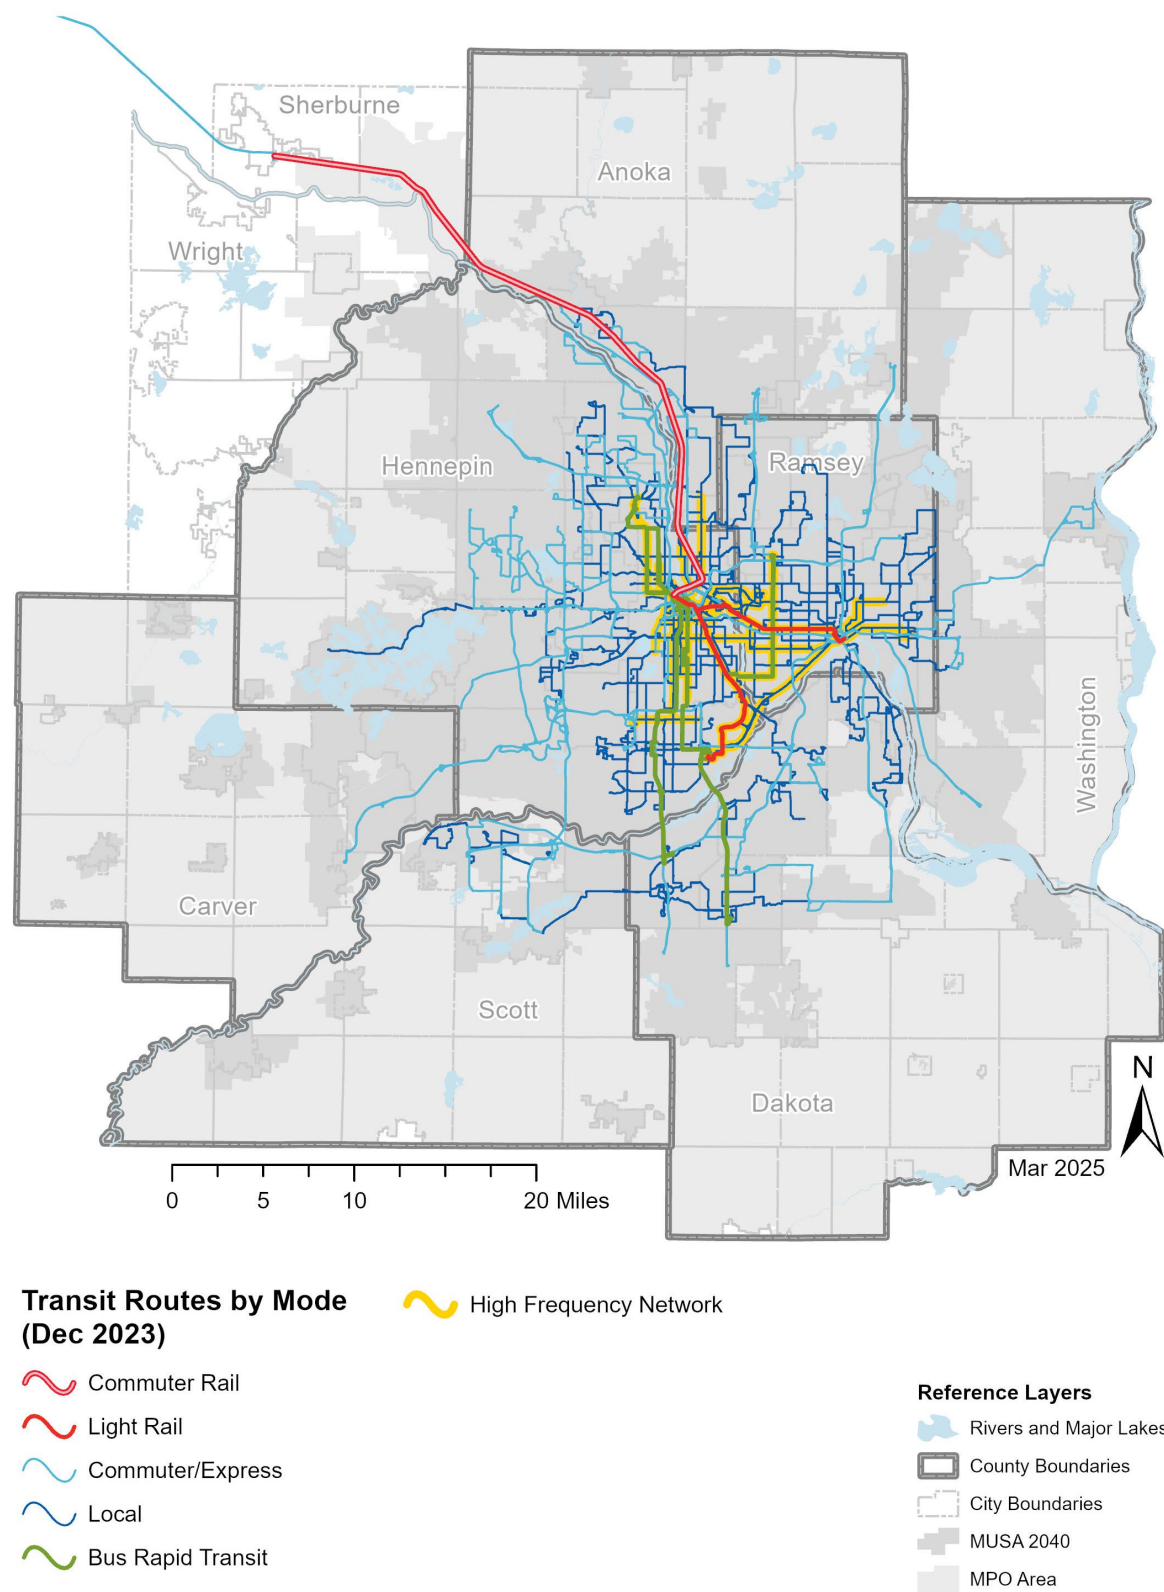 Sherburne
Anoka
Wright
Hennepin
Ramsey
Washington
Carver
Scott
Dakota
N
Mar 2025
0 5 10 20 Miles
Transit Routes by Mode
(Dec 2023)
High Frequency Network
Commuter Rail
Light Rail
Commuter/Express
Local
Bus Rapid Transit
Reference Layers
Rivers and Major Lakes
County Boundaries
City Boundaries
MUSA 2040
MPO Area